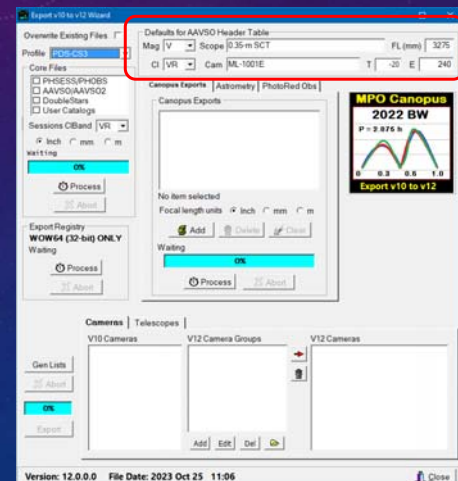 Export v10 to v12 Wizard
Overwrite Existing Files
Profile PDS-CS3
Core Files
PHSESS/PHOBS
AAVSO/AAVSO2
DoubleStars
User Catalogs
Sessions ClBand VR
Inch mm m
Waiting
0%
Process
Abort
Export Registry
WOW64 (32-bit) ONLY
Waiting
Process
Abort
Defaults for AAVSO Header Table
Mag V Scope 0.35-m SCT FL (mm) 3275
CI VR Cam ML-1001E T -20 E 240
Canopus Exports Astrometry PhotoRed Obs
Canopus Exports
No item selected
Focal length units Inch mm m
Add Delete Clear
Waiting
0%
Process Abort
MPO Canopus
2022 BW
P = 2.875 h
0 0.3 0.5 1.0
Export v10 to v12
Cameras Telescopes
V10 Cameras V12 Camera Groups V12 Cameras
Gen Lists
Abort
0%
Export
Add Edit Del
Version: 12.0.0.0 File Date: 2023 Oct 25 11:06
Close